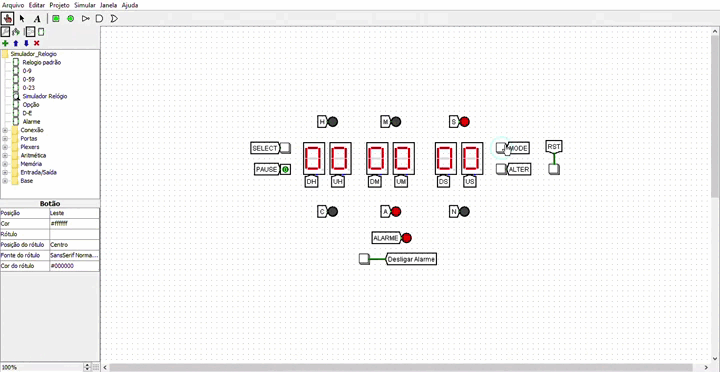 Arquivo Editar Projeto Simular Janela Ajuda
A
Simulador_Relogio
Relogio padrão
0-9
0-59
0-23
Simulador Relógio
Opção
D-E
Alarme
Conexão
Portas
Plexers
Aritmética
Memória
Entrada/Saída
Base
Botão
Posição Leste
Cor #ffffff
Rótulo
Posição do rótulo Centro
Fonte do rótulo SansSerif Norma...
Cor do rótulo #000000
100%
H M S
SELECT 00 00 00 MODE RST
PAUSE ALTER
DH UH DM UM DS US
C A N
ALARME
Desligar Alarme